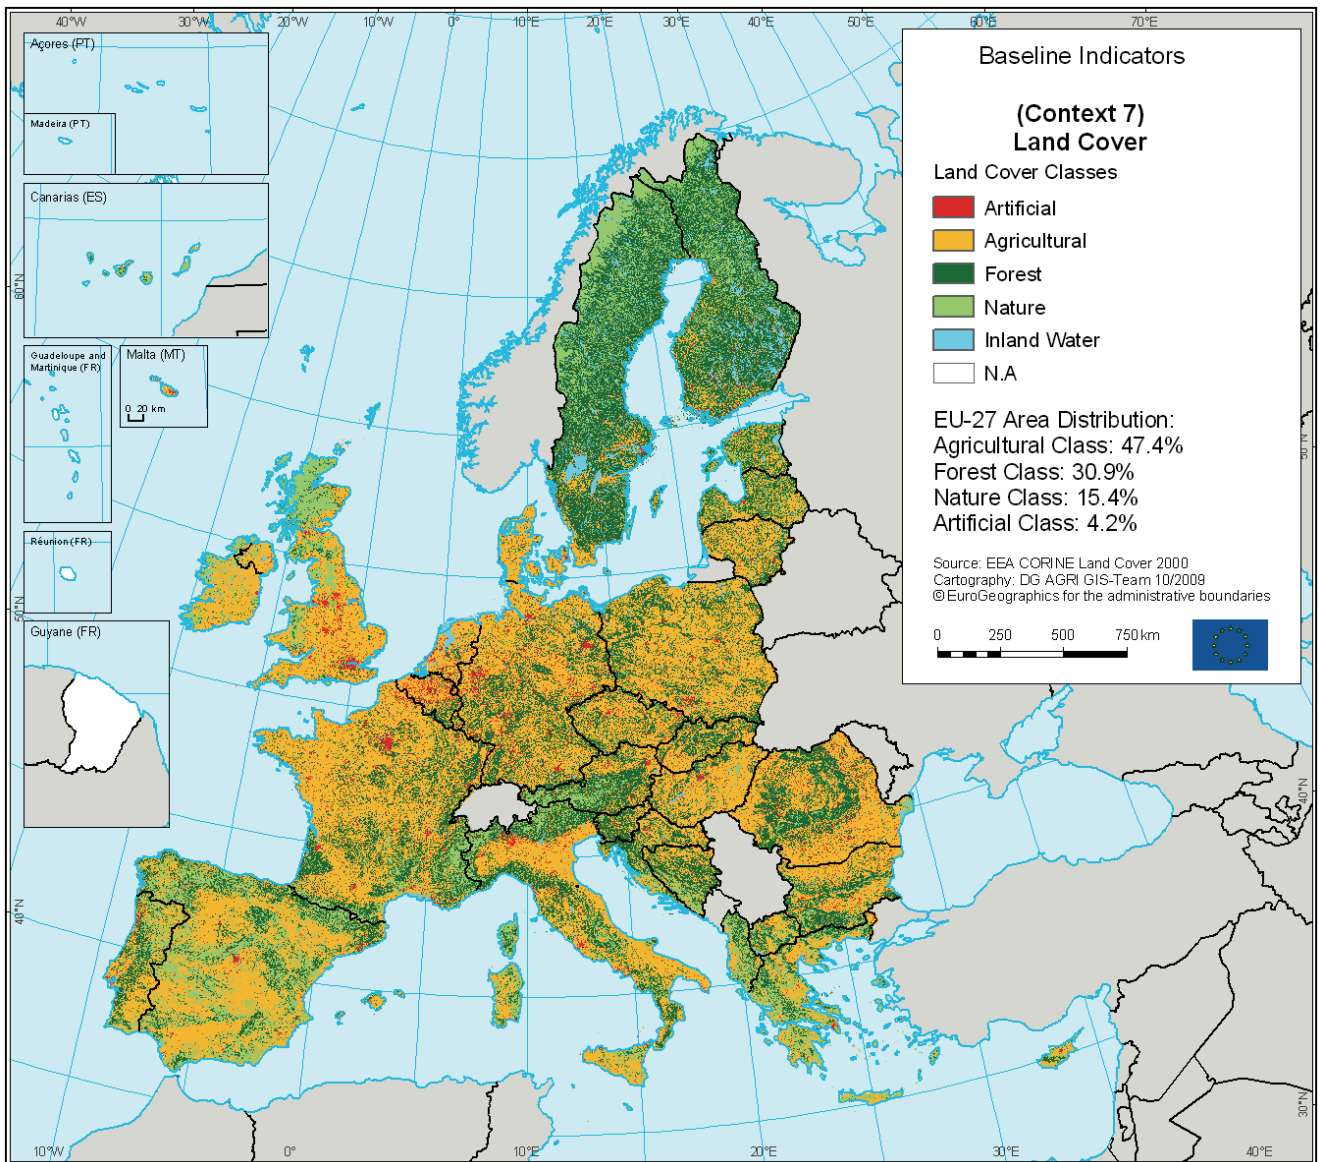 40°W 30°W 20°W 10°W 0° 10°E 20°E 30°E 40°E 50°E 60°E 70°E
Açores (PT)
Madeira (PT)
Canarias (ES)
Guadeloupe and
Martinique (FR)
Malta (MT)
0 20 km
Réunion (FR)
Guyane (FR)
60°N
50°N
40°N
Baseline Indicators
(Context 7)
Land Cover
Land Cover Classes
Artificial
Agricultural
Forest
Nature
Inland Water
N.A
EU-27 Area Distribution:
Agricultural Class: 47.4%
Forest Class: 30.9%
Nature Class: 15.4%
Artificial Class: 4.2%
Source: EEA CORINE Land Cover 2000
Cartography: DG AGRI GIS-Team 10/2009
© EuroGeographics for the administrative boundaries
0 250 500 750 km
50°N
40°N
30°N
10°W 0° 10°E 20°E 30°E 40°E